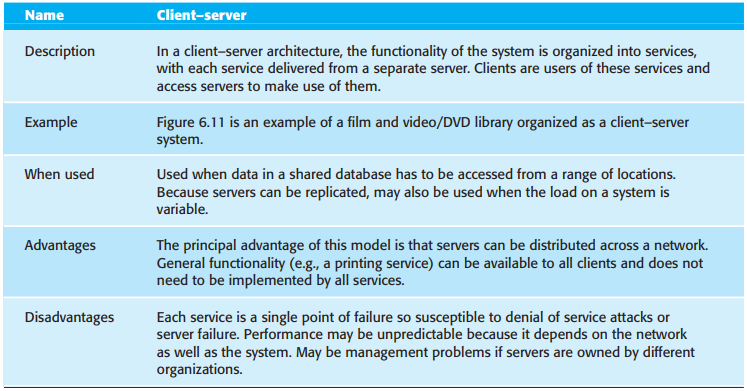 Name Client–server
Description In a client–server architecture, the functionality of the system is organized into services,
with each service delivered from a separate server. Clients are users of these services and
access servers to make use of them.
Example Figure 6.11 is an example of a film and video/DVD library organized as a client–server
system.
When used Used when data in a shared database has to be accessed from a range of locations.
Because servers can be replicated, may also be used when the load on a system is
variable.
Advantages The principal advantage of this model is that servers can be distributed across a network.
General functionality (e.g., a printing service) can be available to all clients and does not
need to be implemented by all services.
Disadvantages Each service is a single point of failure so susceptible to denial of service attacks or
server failure. Performance may be unpredictable because it depends on the network
as well as the system. May be management problems if servers are owned by different
organizations.